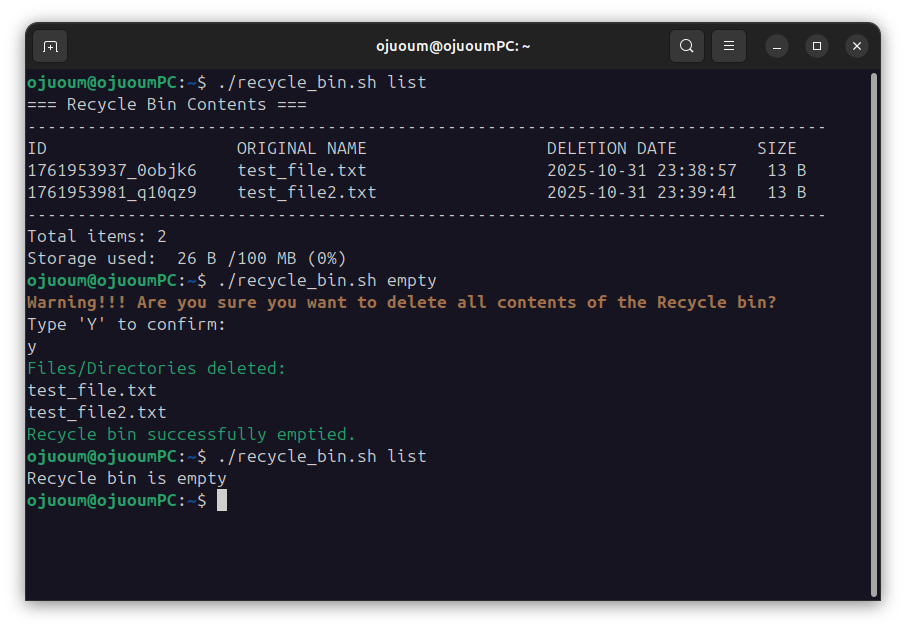 ojuoum@ojuoumPC: ~
ojuoum@ojuoumPC:~$ ./recycle_bin.sh list
=== Recycle Bin Contents ===
--------------------------------------------------------------------------------
ID                   ORIGINAL NAME                  DELETION DATE        SIZE
1761953937_0objk6    test_file.txt                  2025-10-31 23:38:57   13 B
1761953981_q10qz9    test_file2.txt                 2025-10-31 23:39:41   13 B
--------------------------------------------------------------------------------
Total items: 2
Storage used:  26 B /100 MB (0%)
ojuoum@ojuoumPC:~$ ./recycle_bin.sh empty
Warning!!! Are you sure you want to delete all contents of the Recycle bin?
Type 'Y' to confirm:
y
Files/Directories deleted:
test_file.txt
test_file2.txt
Recycle bin successfully emptied.
ojuoum@ojuoumPC:~$ ./recycle_bin.sh list
Recycle bin is empty
ojuoum@ojuoumPC:~$